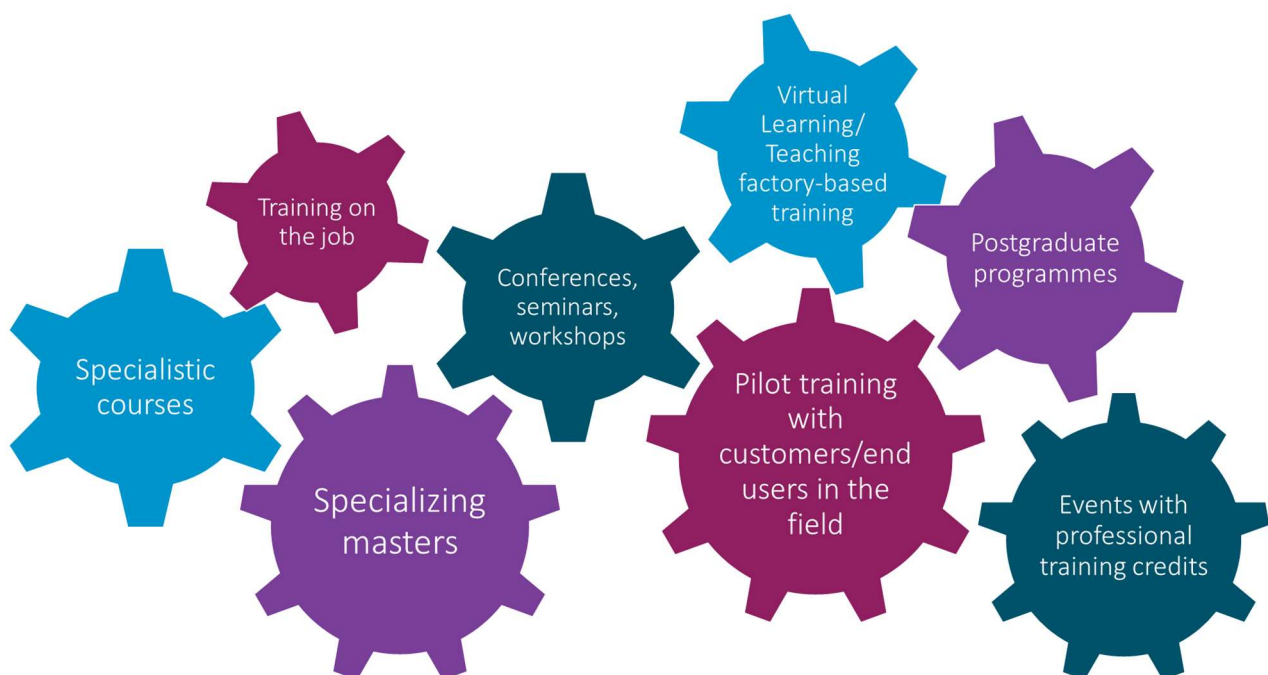 Specialistic
courses
Training on
the job
Specializing
masters
Conferences,
seminars,
workshops
Virtual
Learning/
Teaching
factory-based
training
Pilot training
with
customers/end
users in the
field
Postgraduate
programmes
Events with
professional
training credits